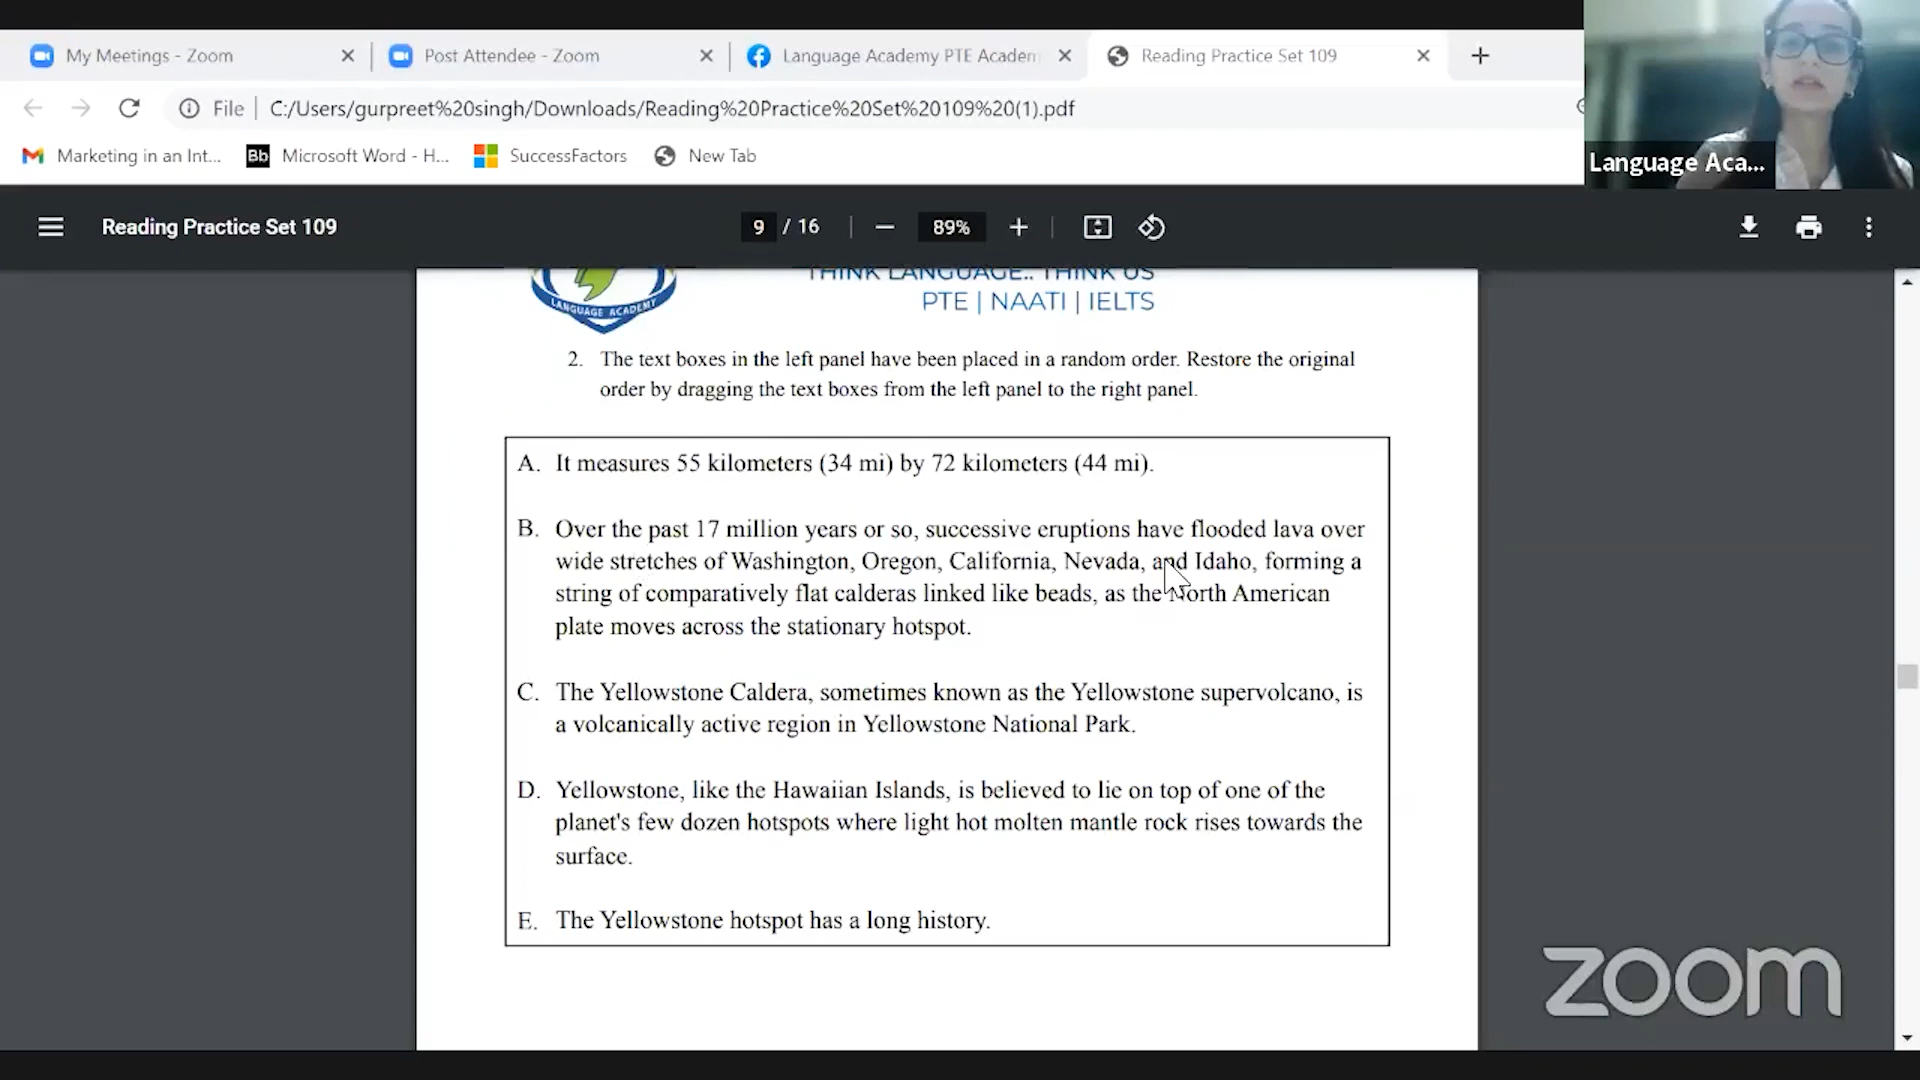 My Meetings - Zoom
Post Attendee - Zoom
Language Academy PTE Academ
Reading Practice Set 109
File
C:/Users/gurpreet%20singh/Downloads/Reading%20Practice%20Set%20109%20(1).pdf
Marketing in an Int...
Bb
Microsoft Word - H...
SuccessFactors
New Tab
Language Aca...
Reading Practice Set 109
9 / 16
89%
LANGUAGE ACADEMY
THINK LANGUAGE.. THINK US
PTE | NAATI | IELTS
2. The text boxes in the left panel have been placed in a random order. Restore the original
order by dragging the text boxes from the left panel to the right panel.
A. It measures 55 kilometers (34 mi) by 72 kilometers (44 mi).
B. Over the past 17 million years or so, successive eruptions have flooded lava over
wide stretches of Washington, Oregon, California, Nevada, and Idaho, forming a
string of comparatively flat calderas linked like beads, as the North American
plate moves across the stationary hotspot.
C. The Yellowstone Caldera, sometimes known as the Yellowstone supervolcano, is
a volcanically active region in Yellowstone National Park.
D. Yellowstone, like the Hawaiian Islands, is believed to lie on top of one of the
planet's few dozen hotspots where light hot molten mantle rock rises towards the
surface.
E. The Yellowstone hotspot has a long history.
zoom